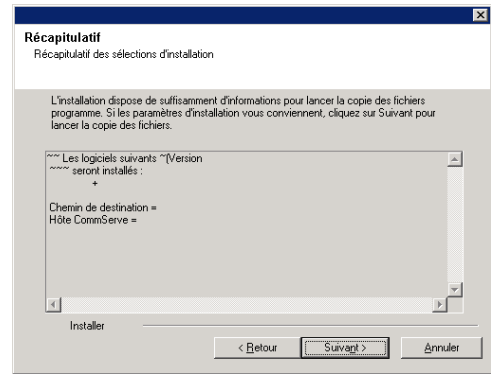 Récapitulatif
Récapitulatif des sélections d'installation
L'installation dispose de suffisamment d'informations pour lancer la copie des fichiers
programme. Si les paramètres d'installation vous conviennent, cliquez sur Suivant pour
lancer la copie des fichiers.
~~ Les logiciels suivants ~(Version
~~~ seront installés :
+
Chemin de destination =
Hôte CommServe =
Installer
< Retour Suivant > Annuler